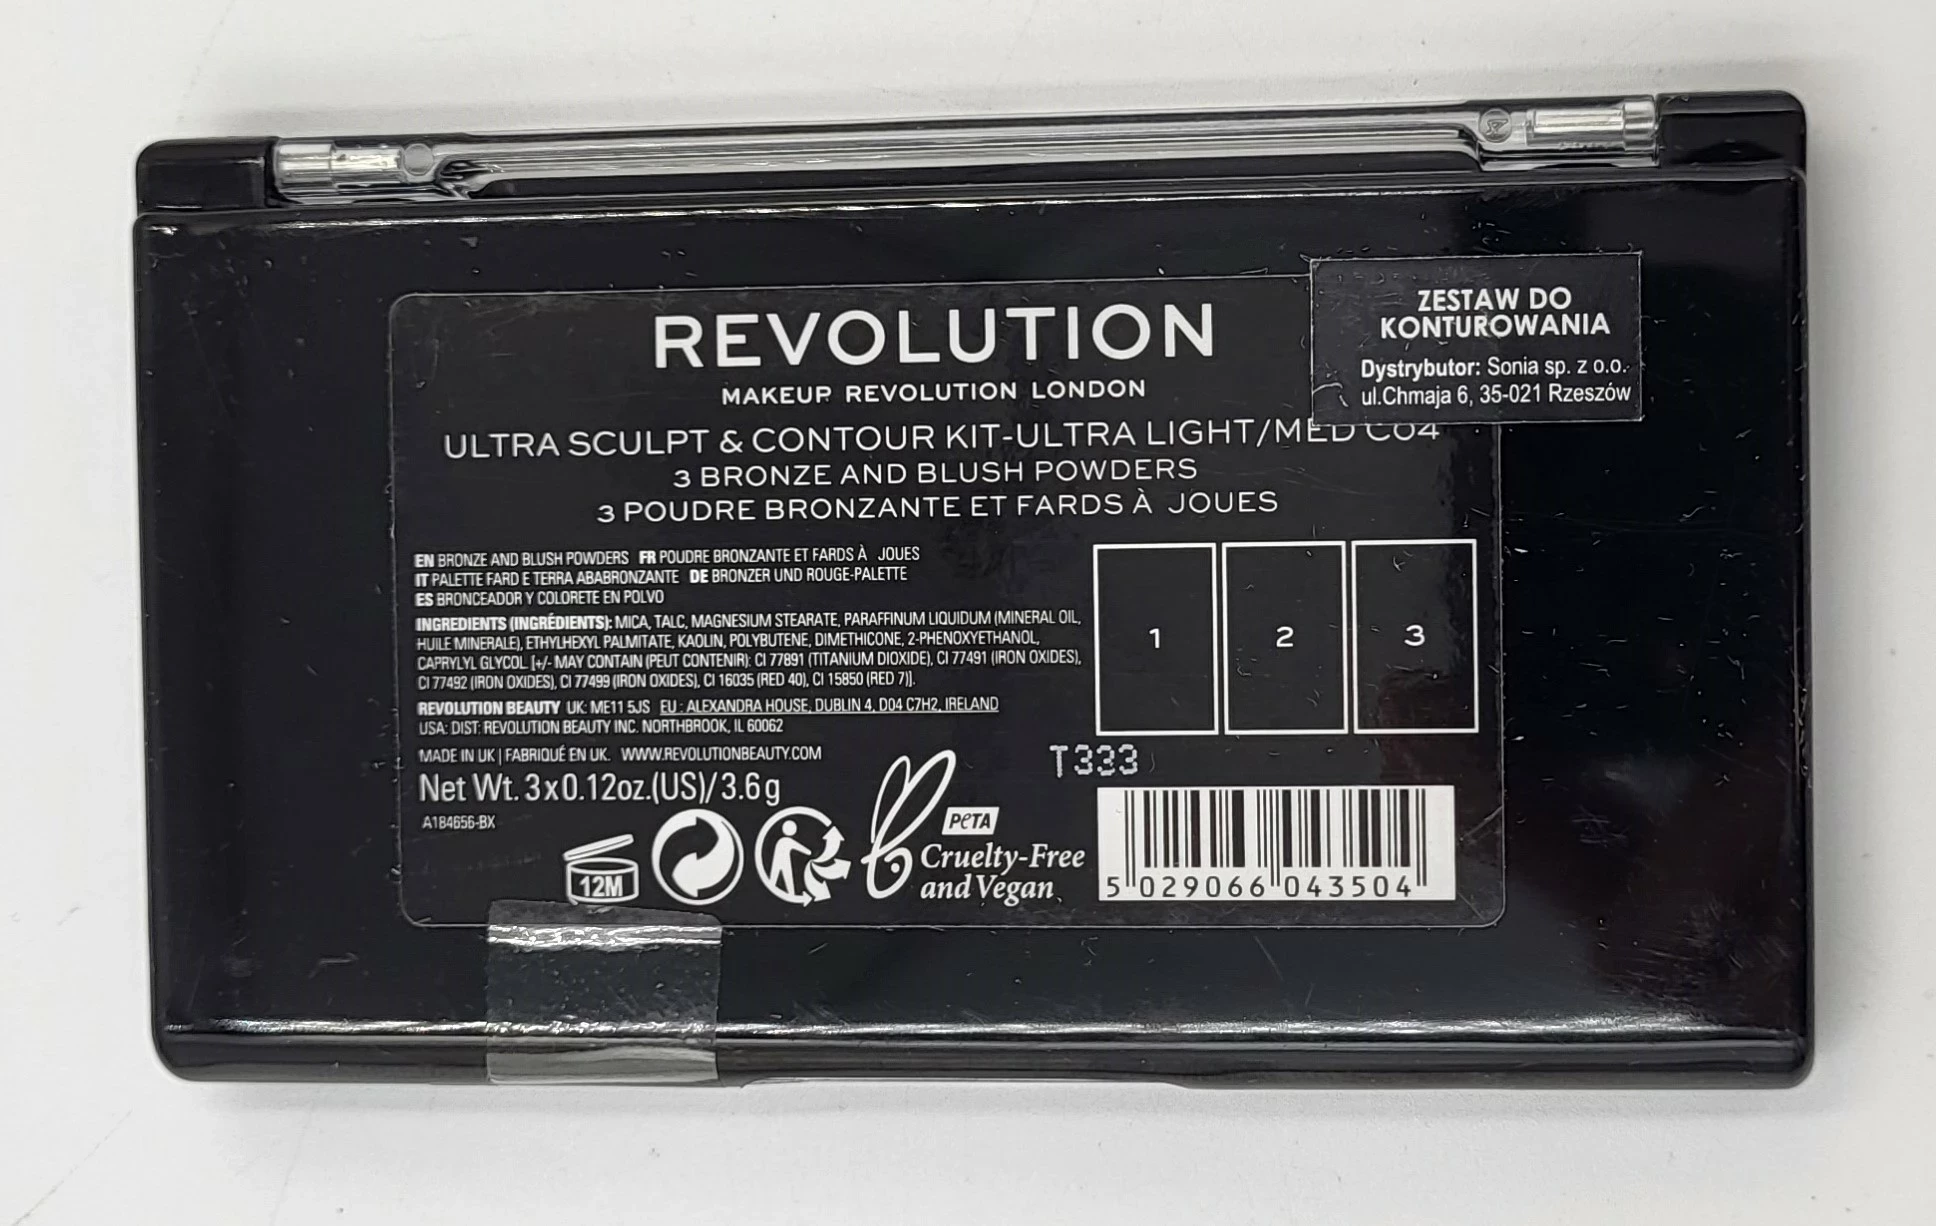 REVOLUTION
MAKEUP REVOLUTION LONDON
ULTRA SCULPT & CONTOUR KIT-ULTRA LIGHT/MED C04
3 BRONZE AND BLUSH POWDERS
3 POUDRE BRONZANTE ET FARDS À JOUES
ZESTAW DO
KONTUROWANIA
Dystrybutor: Sonia sp. z o.o.
ul.Chmaja 6, 35-021 Rzeszów
EN BRONZE AND BLUSH POWDERS FR POUDRE BRONZANTE ET FARDS À JOUES
IT PALETTE FARD E TERRA ABABRONZANTE DE BRONZER UND ROUGE-PALETTE
ES BRONCEADOR Y COLORETE EN POLVO
INGREDIENTS (INGRÉDIENTS): MICA, TALC, MAGNESIUM STEARATE, PARAFFINUM LIQUIDUM (MINERAL OIL,
HUILE MINERALE), ETHYLHEXYL PALMITATE, KAOLIN, POLYBUTENE, DIMETHICONE, 2-PHENOXYETHANOL,
CAPRYLYL GLYCOL. [+/- MAY CONTAIN (PEUT CONTENIR): CI 77891 (TITANIUM DIOXIDE), CI 77491 (IRON OXIDES),
CI 77492 (IRON OXIDES), CI 77499 (IRON OXIDES), CI 16035 (RED 40), CI 15850 (RED 7)].
REVOLUTION BEAUTY UK: ME11 5JS EU : ALEXANDRA HOUSE, DUBLIN 4, D04 C7H2, IRELAND
USA: DIST: REVOLUTION BEAUTY INC. NORTHBROOK, IL 60062
MADE IN UK | FABRIQUÉ EN UK. WWW.REVOLUTIONBEAUTY.COM
Net Wt. 3x0.12oz.(US)/ 3.6g
A184656-BX
12M
PETA
Cruelty-Free
and Vegan
1 2 3
T333
5 029066 043504